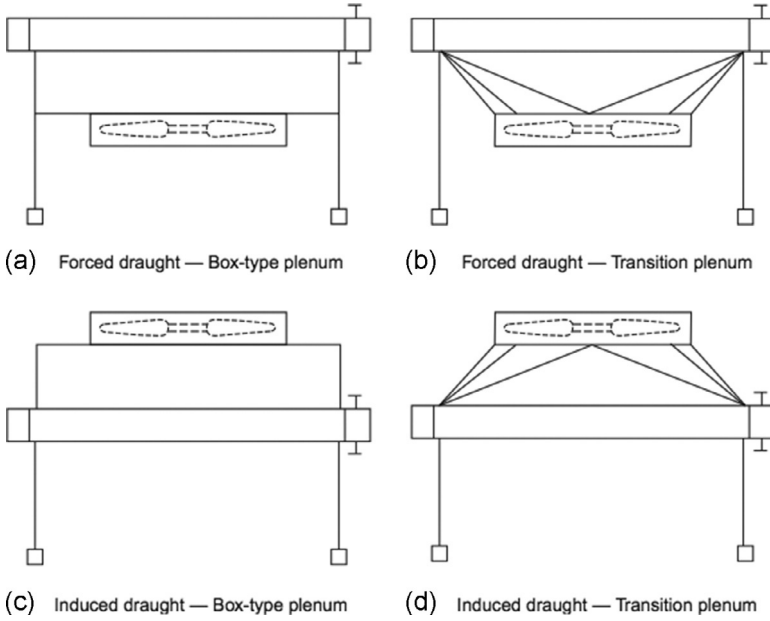 (a) Forced draught — Box-type plenum
(b) Forced draught — Transition plenum
(c) Induced draught — Box-type plenum
(d) Induced draught — Transition plenum